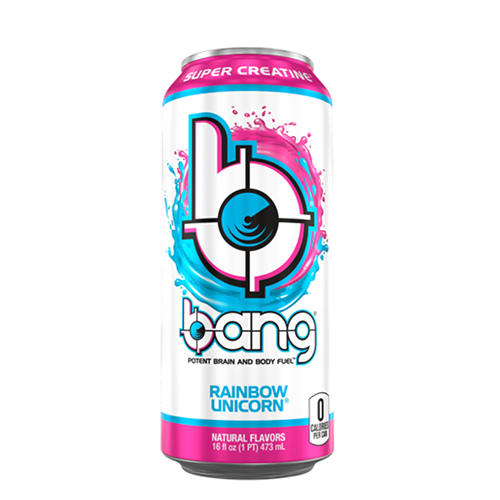 SUPER CREATINE®
b
bang®
POTENT BRAIN AND BODY FUEL™
RAINBOW
UNICORN®
0
CALORIES
PER CAN
NATURAL FLAVORS
16 fl oz (1 PT) 473 mL